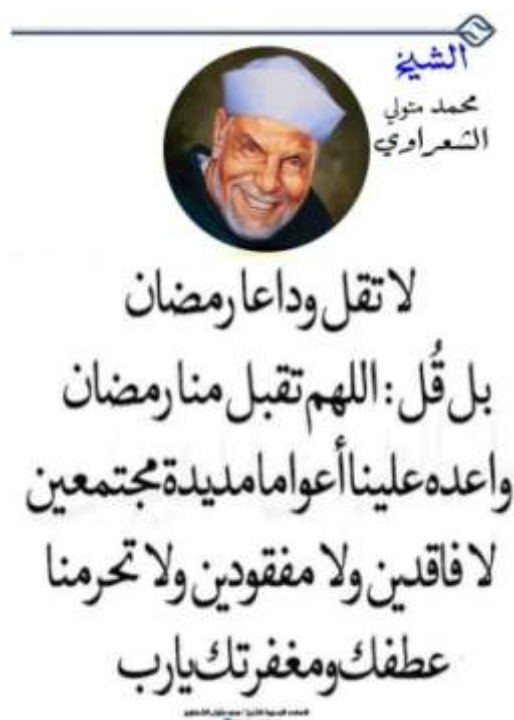 الشيخ
محمد متولي
الشعراوي
لا تقل وداعا رمضان
بل قُل : اللهم تقبل منا رمضان
واعده علينا أعواما مديدة مجتمعين
لا فاقدين ولا مفقودين ولا تحرمنا
عطفك ومغفرتك يارب